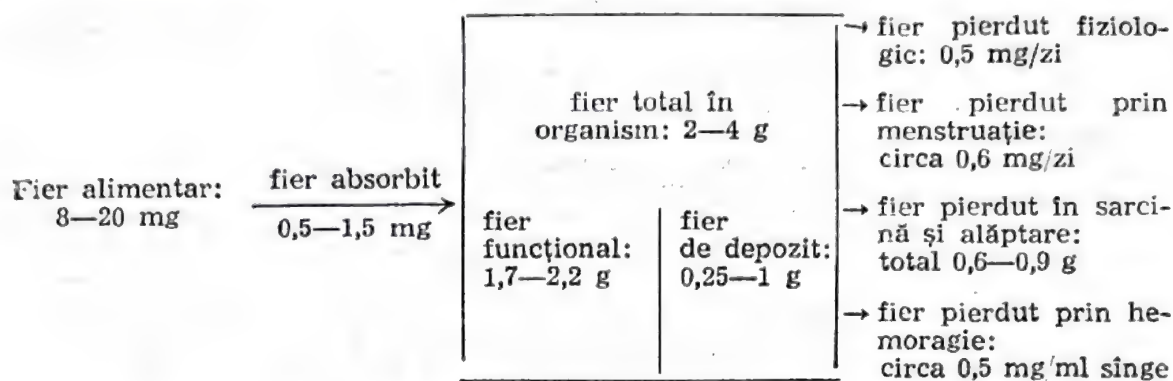 Fier alimentar:
8—20 mg
fier absorbit
0,5—1,5 mg
fier total în
organism: 2—4 g
fier
funcțional:
1,7—2,2 g
fier
de depozit:
0,25—1 g
→ fier pierdut fiziolo-
gic: 0,5 mg/zi
→ fier pierdut prin
menstruație:
circa 0,6 mg/zi
→ fier pierdut în sarci-
nă și alăptare:
total 0,6—0,9 g
→ fier pierdut prin he-
moragie:
circa 0,5 mg/ml sînge